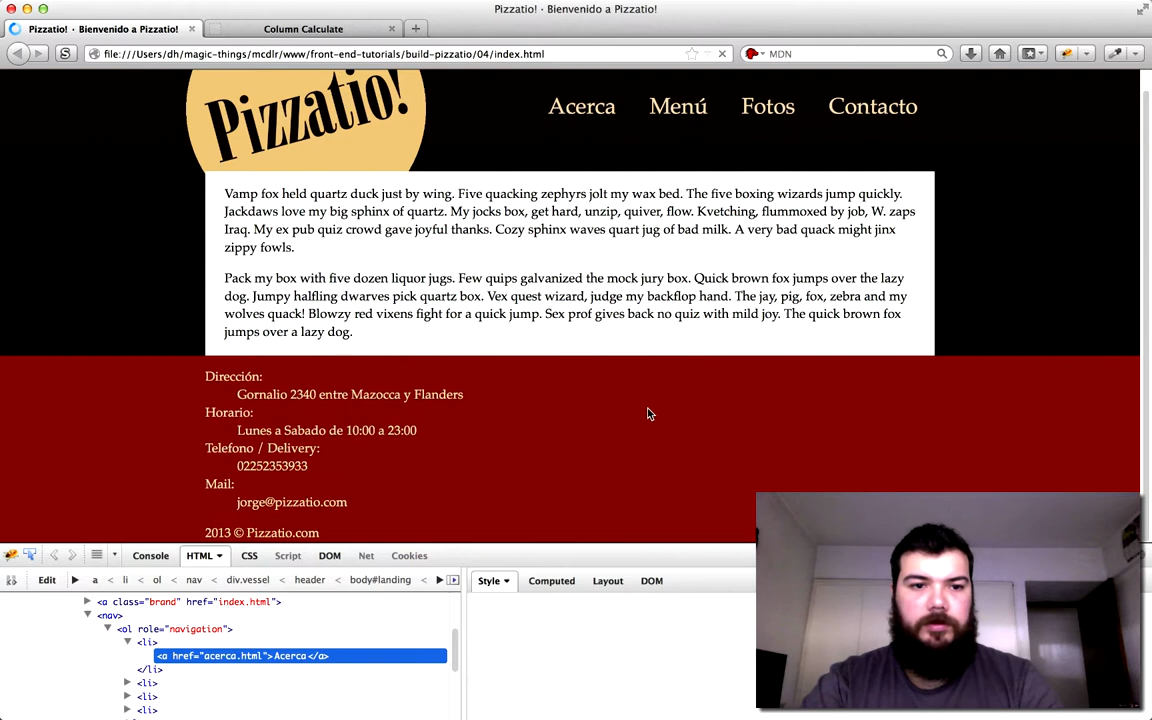 Pizzatio! · Bienvenido a Pizzatio!
Pizzatio! · Bienvenido a Pizzatio!
Column Calculate
file:///Users/dh/magic-things/mcdlr/www/front-end-tutorials/build-pizzatio/04/index.html
MDN
Pizzatio!
Acerca Menú Fotos Contacto
Vamp fox held quartz duck just by wing. Five quacking zephyrs jolt my wax bed. The five boxing wizards jump quickly.
Jackdaws love my big sphinx of quartz. My jocks box, get hard, unzip, quiver, flow. Kvetching, flummoxed by job, W. zaps
Iraq. My ex pub quiz crowd gave joyful thanks. Cozy sphinx waves quart jug of bad milk. A very bad quack might jinx
zippy fowls.
Pack my box with five dozen liquor jugs. Few quips galvanized the mock jury box. Quick brown fox jumps over the lazy
dog. Jumpy halfling dwarves pick quartz box. Vex quest wizard, judge my backflop hand. The jay, pig, fox, zebra and my
wolves quack! Blowzy red vixens fight for a quick jump. Sex prof gives back no quiz with mild joy. The quick brown fox
jumps over a lazy dog.
Dirección:
Gornalio 2340 entre Mazocca y Flanders
Horario:
Lunes a Sabado de 10:00 a 23:00
Telefono / Delivery:
02252353933
Mail:
jorge@pizzatio.com
2013 © Pizzatio.com
Console HTML CSS Script DOM Net Cookies
Edit a li ol nav div.vessel header body#landing
Style Computed Layout DOM
<a class="brand" href="index.html">
<nav>
<ol role="navigation">
<li>
<a href="acerca.html">Acerca</a>
</li>
<li>
<li>
<li>